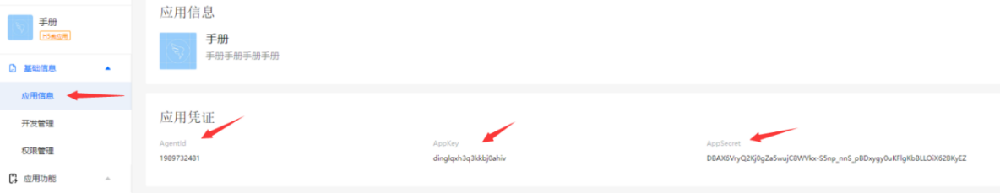 手册
H5微应用
基础信息
应用信息
开发管理
权限管理
应用功能
应用信息
手册
手册手册手册手册
应用凭证
AgentId
1989732481
AppKey
dinglqxh3q3kkbj0ahiv
AppSecret
DBAX6VryQ2Kj0gZa5wujC8WVkx-S5np_nnS_pBDxygy0uKFlgKbBLLOiX62BKyEZ